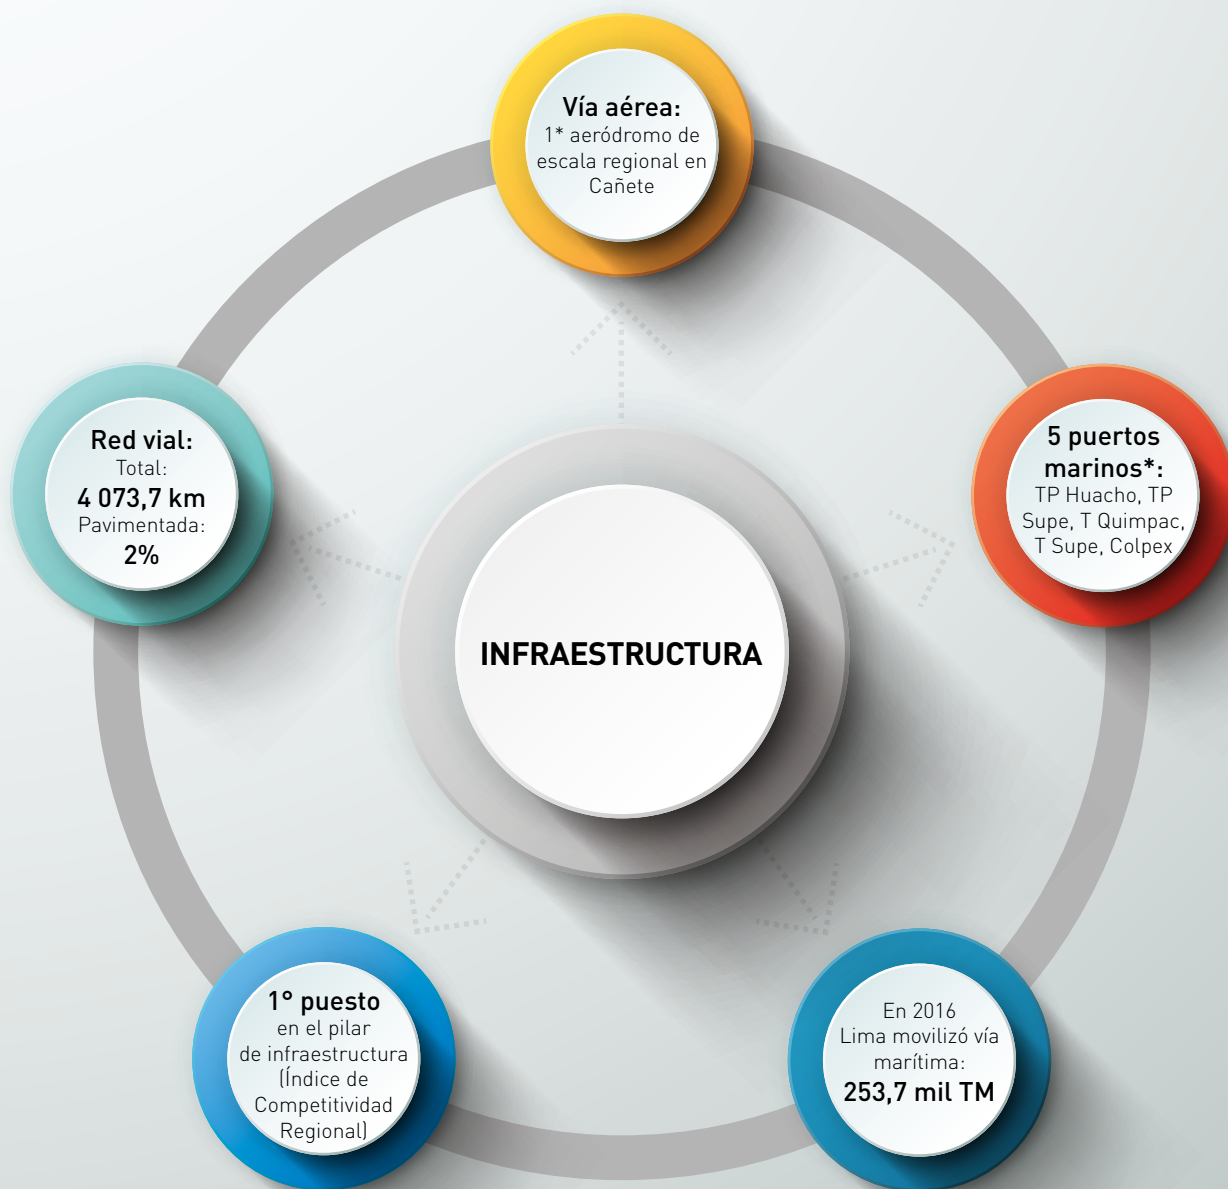 Vía aérea:
1* aeródromo de
escala regional en
Cañete
Red vial:
Total:
4 073,7 km
Pavimentada:
2%
5 puertos
marinos*:
TP Huacho, TP
Supe, T Quimpac,
T Supe, Colpex
INFRAESTRUCTURA
1° puesto
en el pilar
de infraestructura
(Índice de
Competitividad
Regional)
En 2016
Lima movilizó vía
marítima:
253,7 mil TM